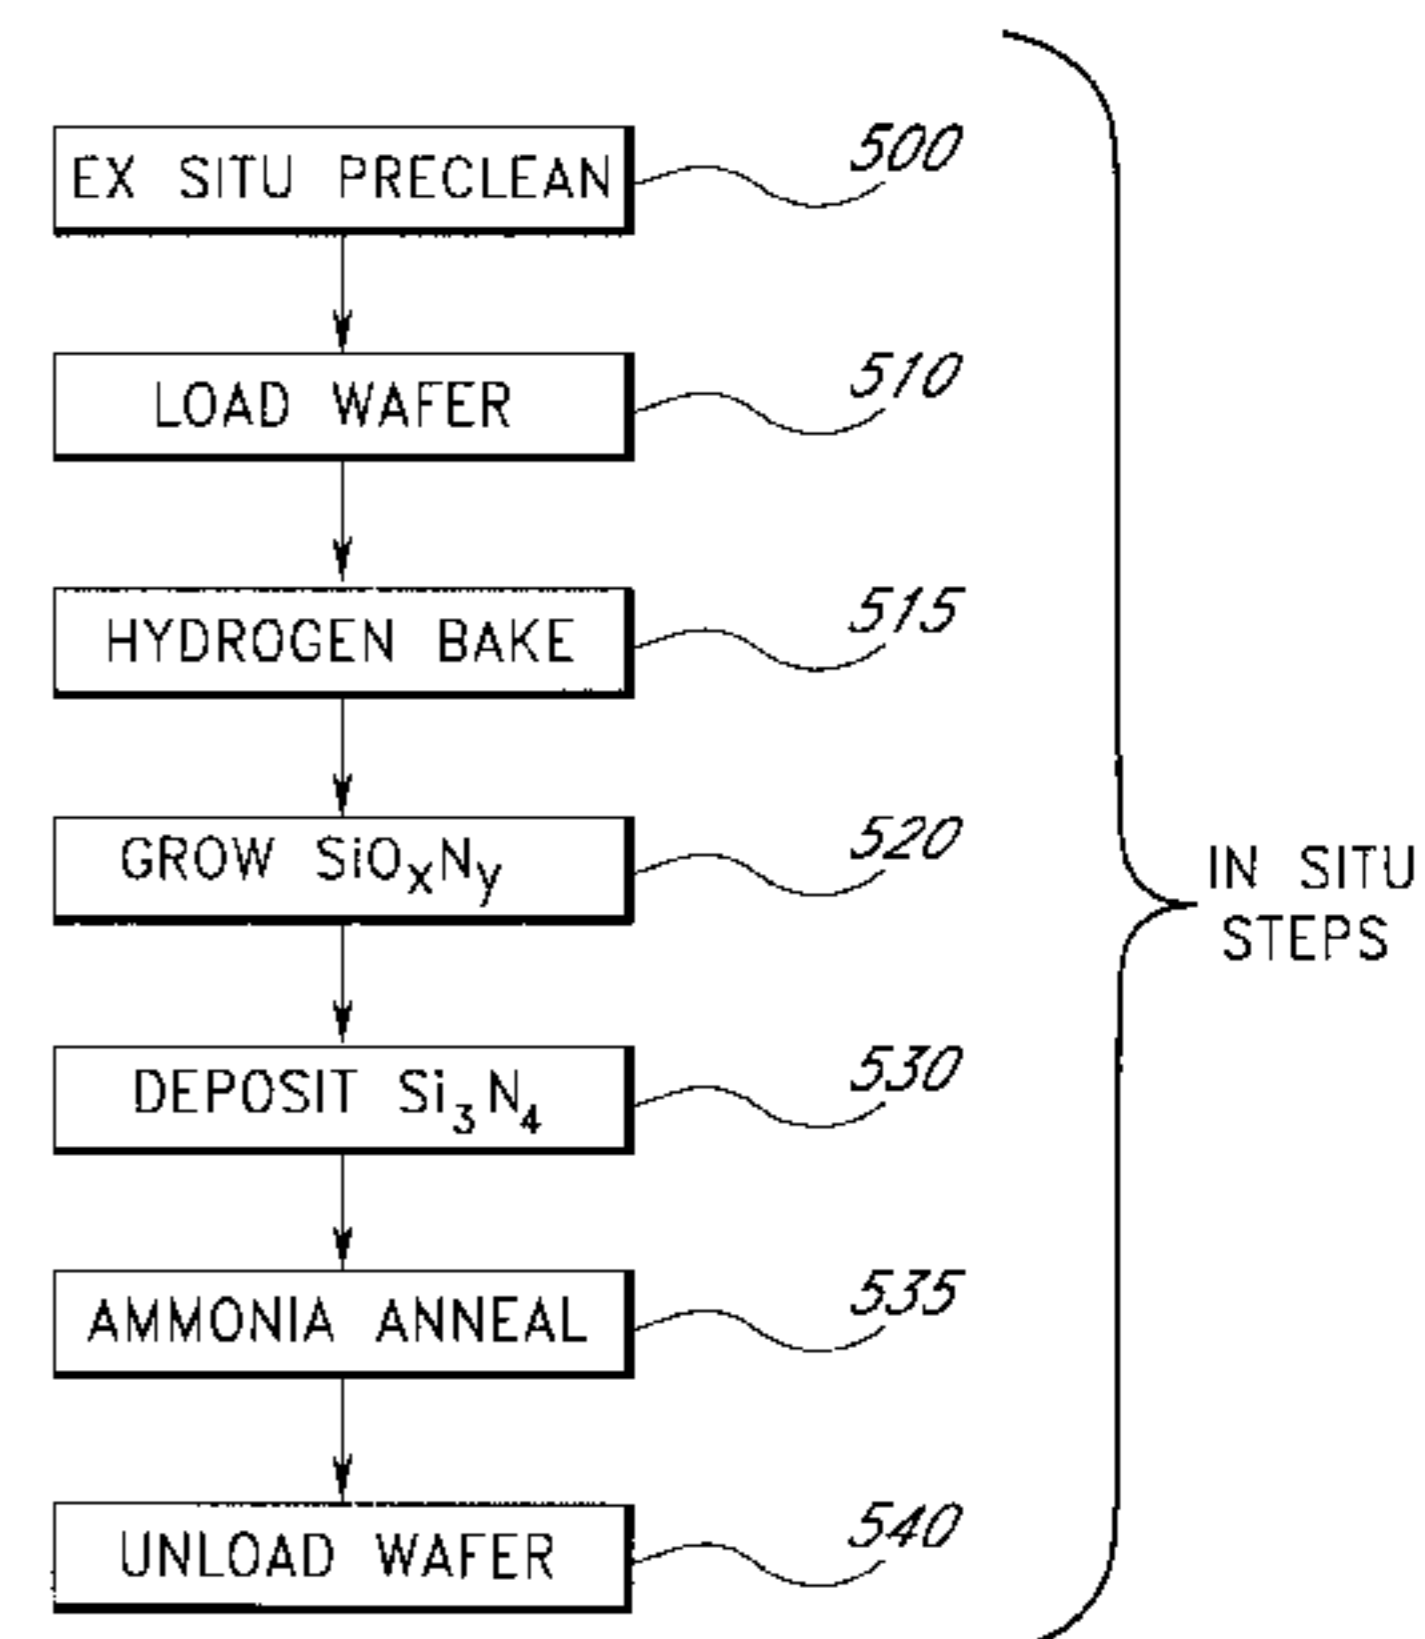 EX SITU PRECLEAN 500
LOAD WAFER 510
HYDROGEN BAKE 515
GROW SiOxNy 520
IN SITU
STEPS
DEPOSIT Si3N4 530
AMMONIA ANNEAL 535
UNLOAD WAFER 540